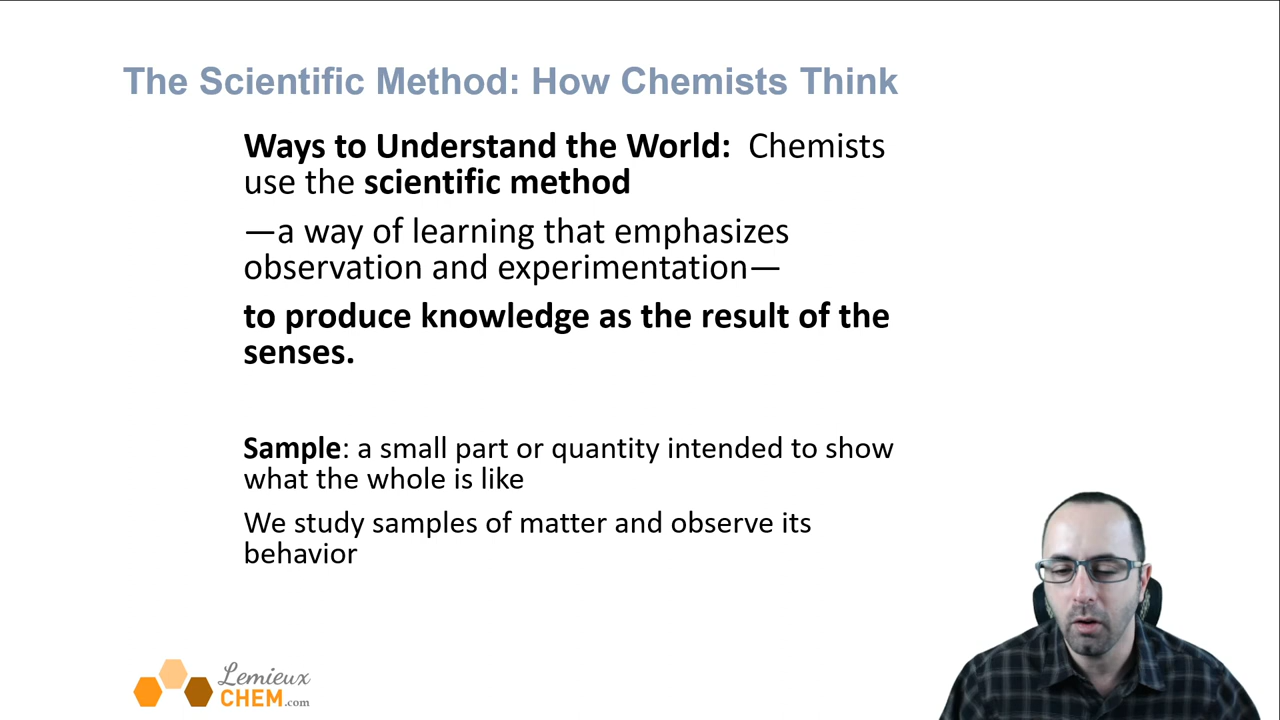 The Scientific Method: How Chemists Think
Ways to Understand the World: Chemists
use the scientific method
—a way of learning that emphasizes
observation and experimentation—
to produce knowledge as the result of the
senses.
Sample: a small part or quantity intended to show
what the whole is like
We study samples of matter and observe its
behavior
Lemieux
CHEM.com